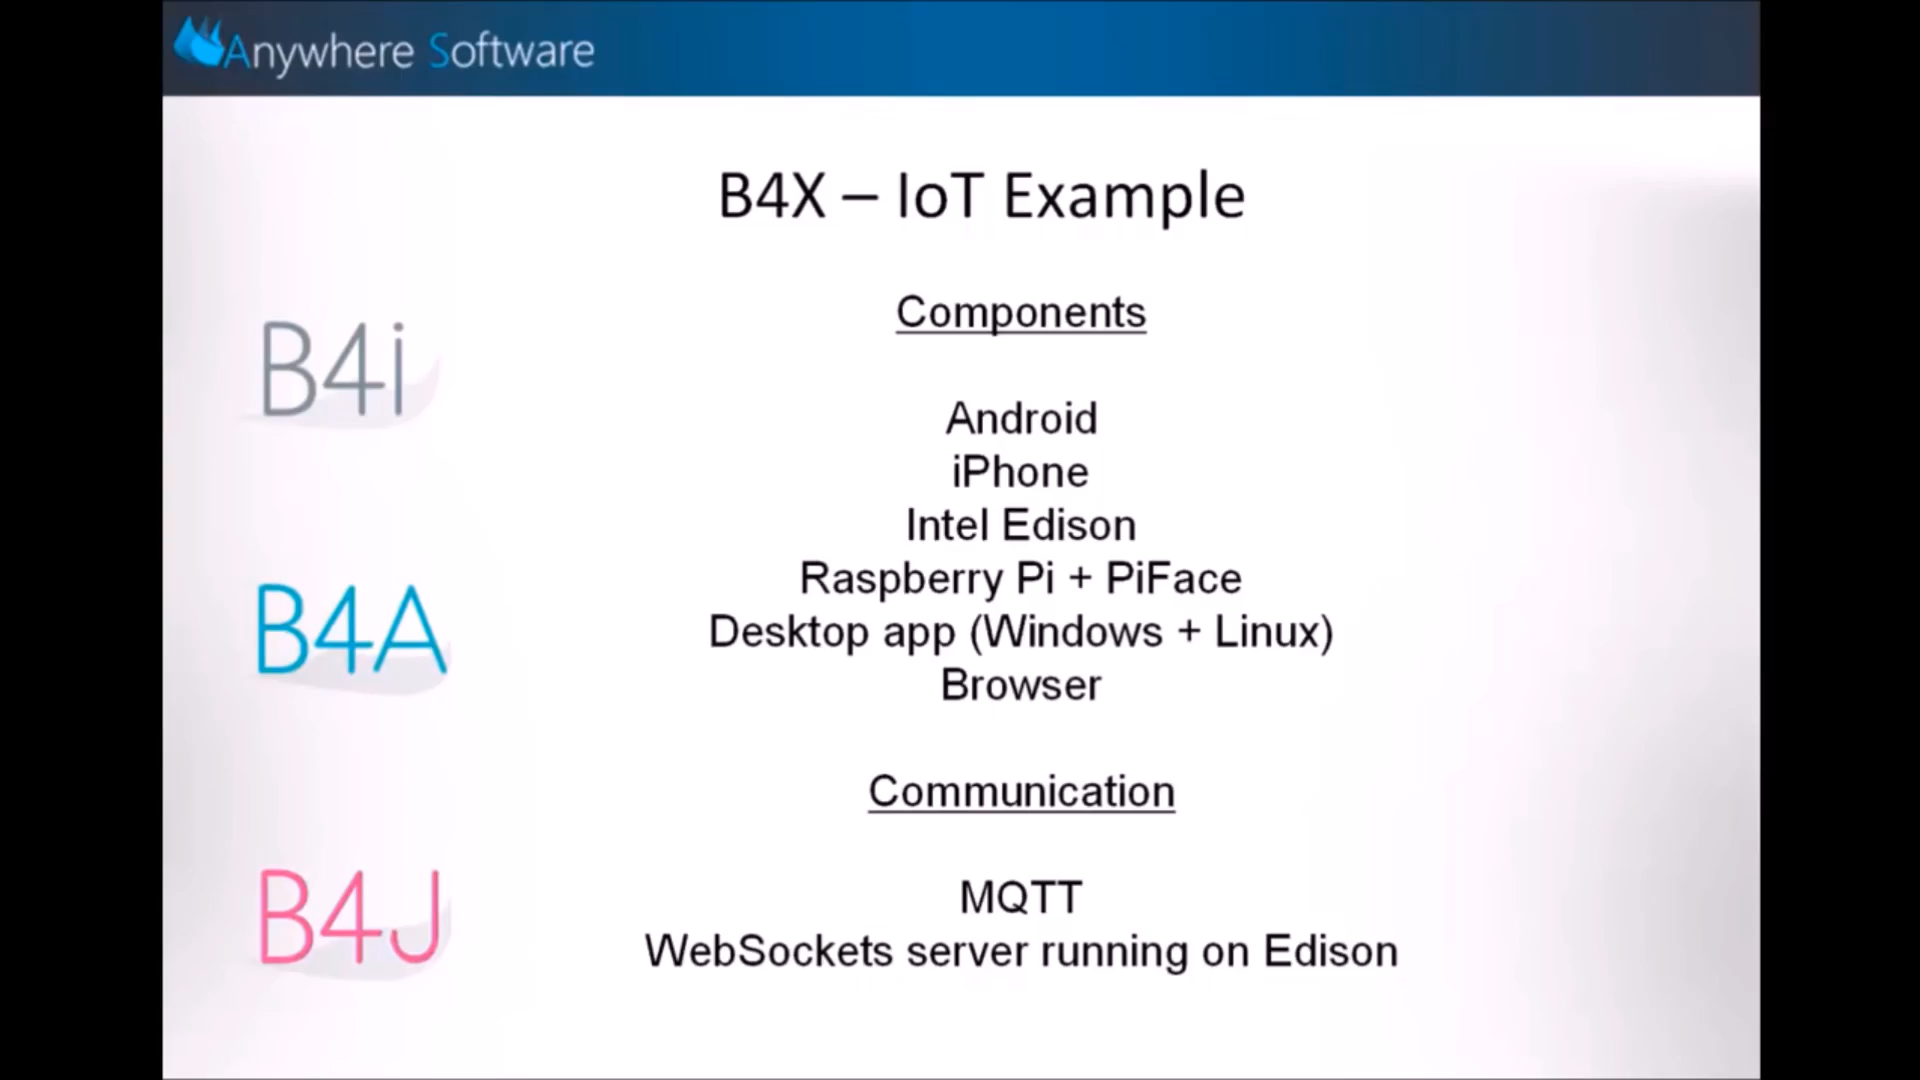 Anywhere Software
B4X – IoT Example
Components
Android
iPhone
Intel Edison
Raspberry Pi + PiFace
Desktop app (Windows + Linux)
Browser
Communication
MQTT
WebSockets server running on Edison
B4i
B4A
B4J